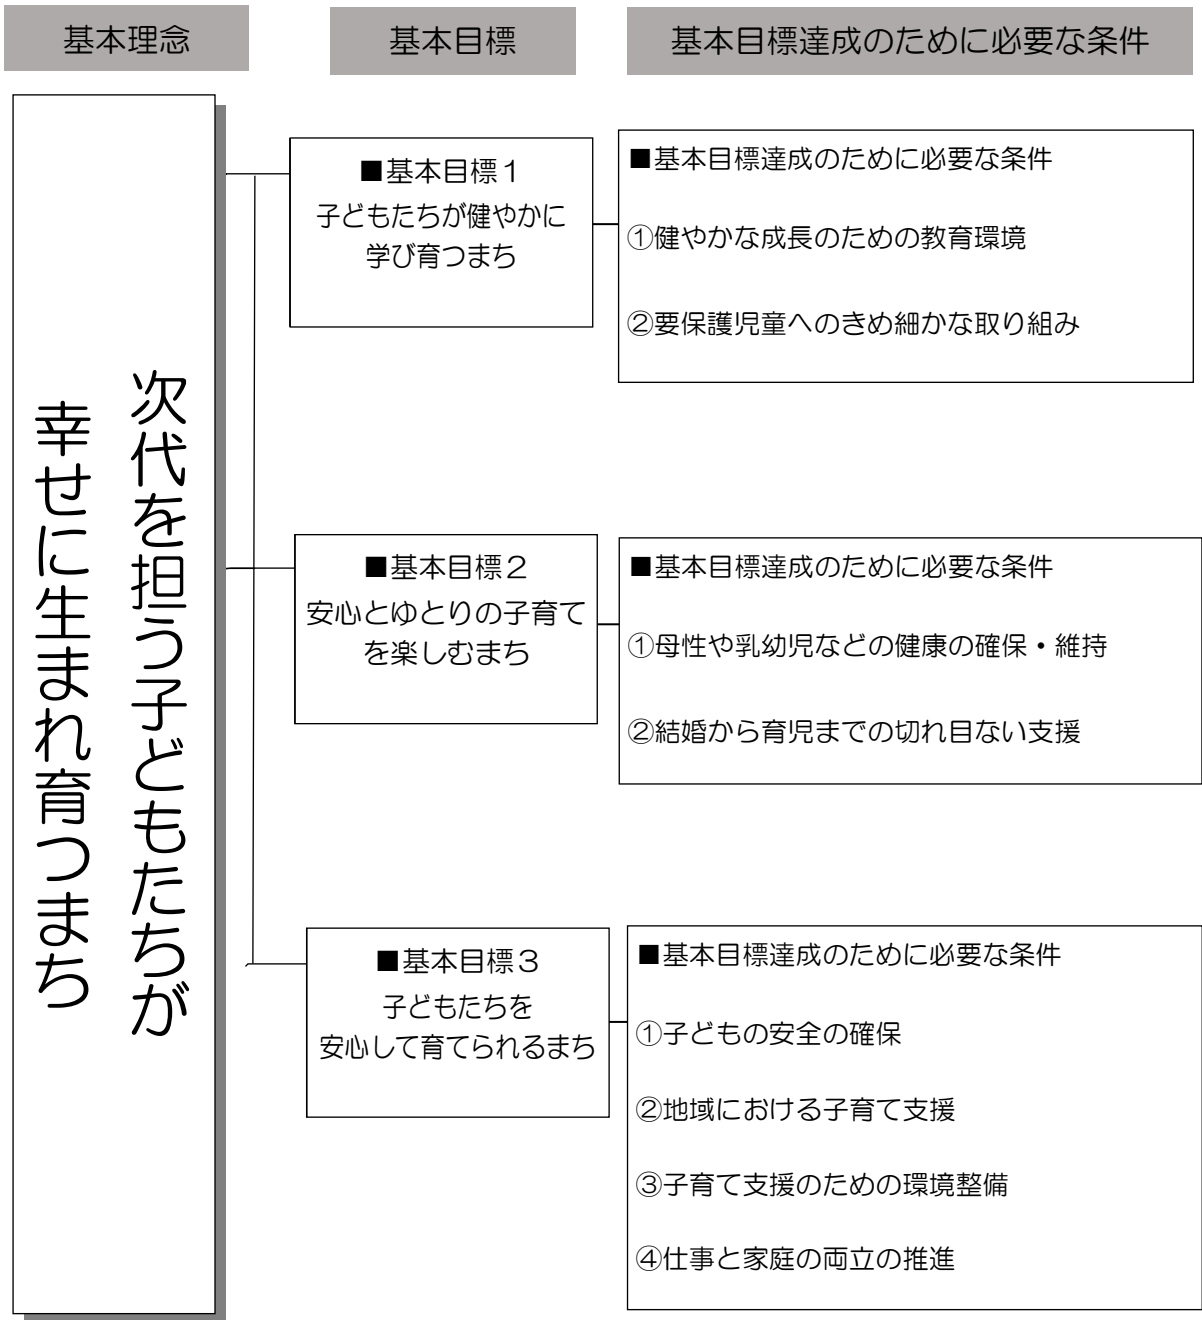 基本理念
基本目標
基本目標達成のために必要な条件
次代を担う子どもたちが
幸せに生まれ育つまち
■基本目標１
子どもたちが健やかに
学び育つまち
■基本目標達成のために必要な条件
①健やかな成長のための教育環境
②要保護児童へのきめ細かな取り組み
■基本目標２
安心とゆとりの子育て
を楽しむまち
■基本目標達成のために必要な条件
①母性や乳幼児などの健康の確保・維持
②結婚から育児までの切れ目ない支援
■基本目標３
子どもたちを
安心して育てられるまち
■基本目標達成のために必要な条件
①子どもの安全の確保
②地域における子育て支援
③子育て支援のための環境整備
④仕事と家庭の両立の推進